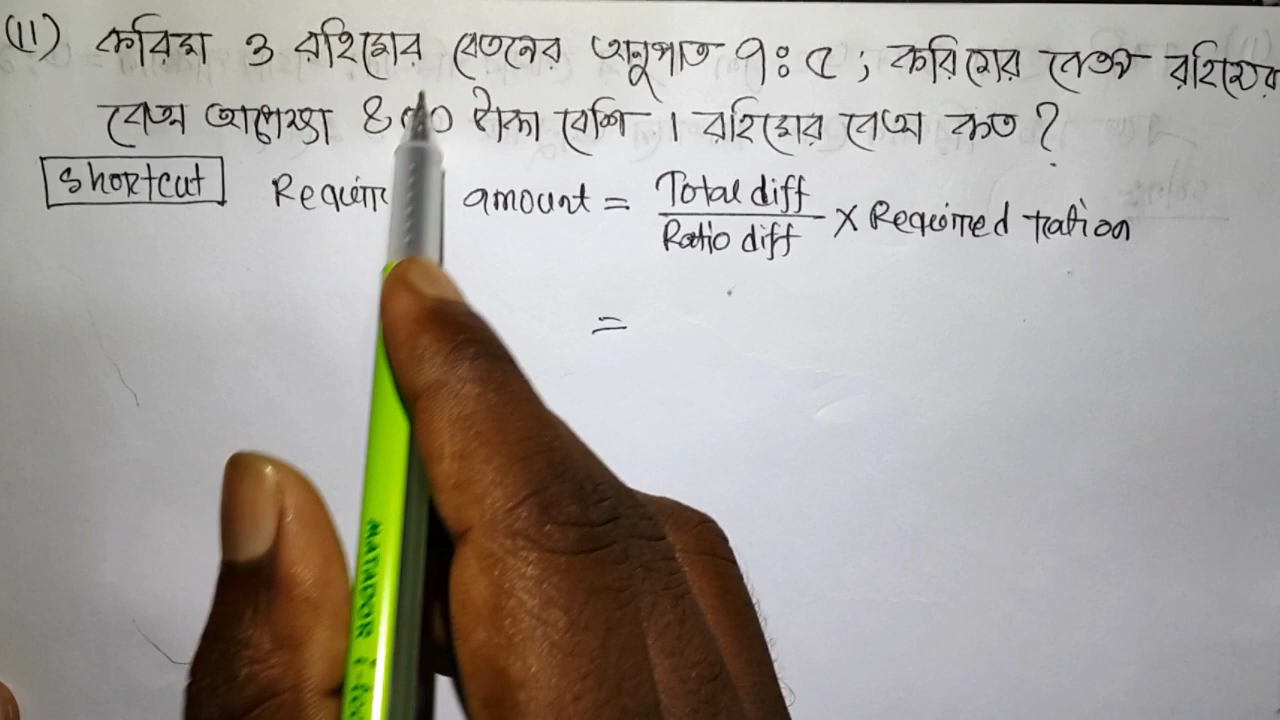 (11) করিম ও রহিমের বেতনের অনুপাত ৭ঃ৫; করিমের বেতন রহিমের
বেতন অপেক্ষা টাকা বেশি। রহিমের বেতন কত?
Shortcut
amount = Total diff / Ratio diff × Required ration
=
MATADOR